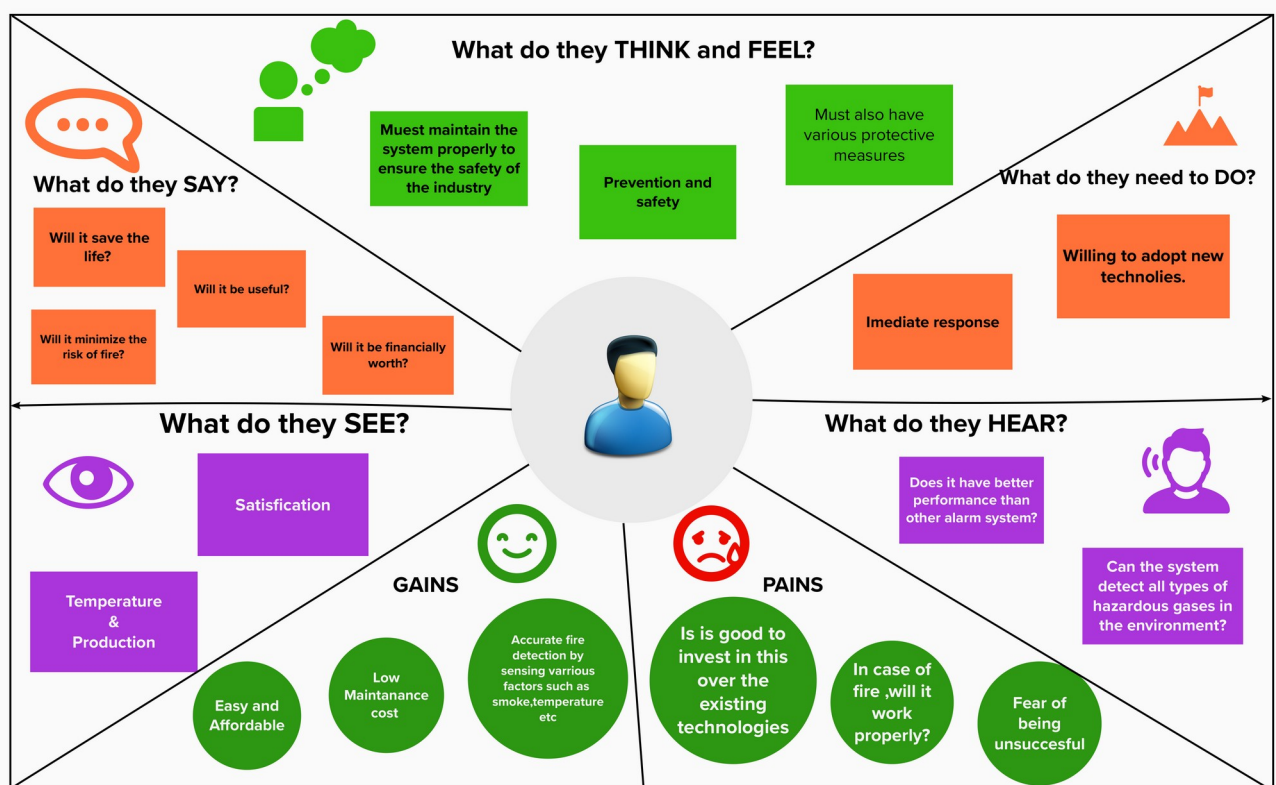 What do they THINK and FEEL?
Muest maintain the
system properly to
ensure the safety of
the industry
Prevention and
safety
Must also have
various protective
measures
What do they SAY?
Will it save the
life?
Will it be useful?
Will it minimize the
risk of fire?
Will it be financially
worth?
What do they need to DO?
Willing to adopt new
technolies.
Imediate response
What do they SEE?
Satisfication
Temperature
&
Production
What do they HEAR?
Does it have better
performance than
other alarm system?
Can the system
detect all types of
hazardous gases in
the environment?
GAINS
Easy and
Affordable
Low
Maintanance
cost
Accurate fire
detection by
sensing varrious
factors such as
smoke,temperature
etc
PAINS
Is is good to
invest in this
over the
existing
technologies
In case of
fire ,will it
work
properly?
Fear of
being
unsuccesful